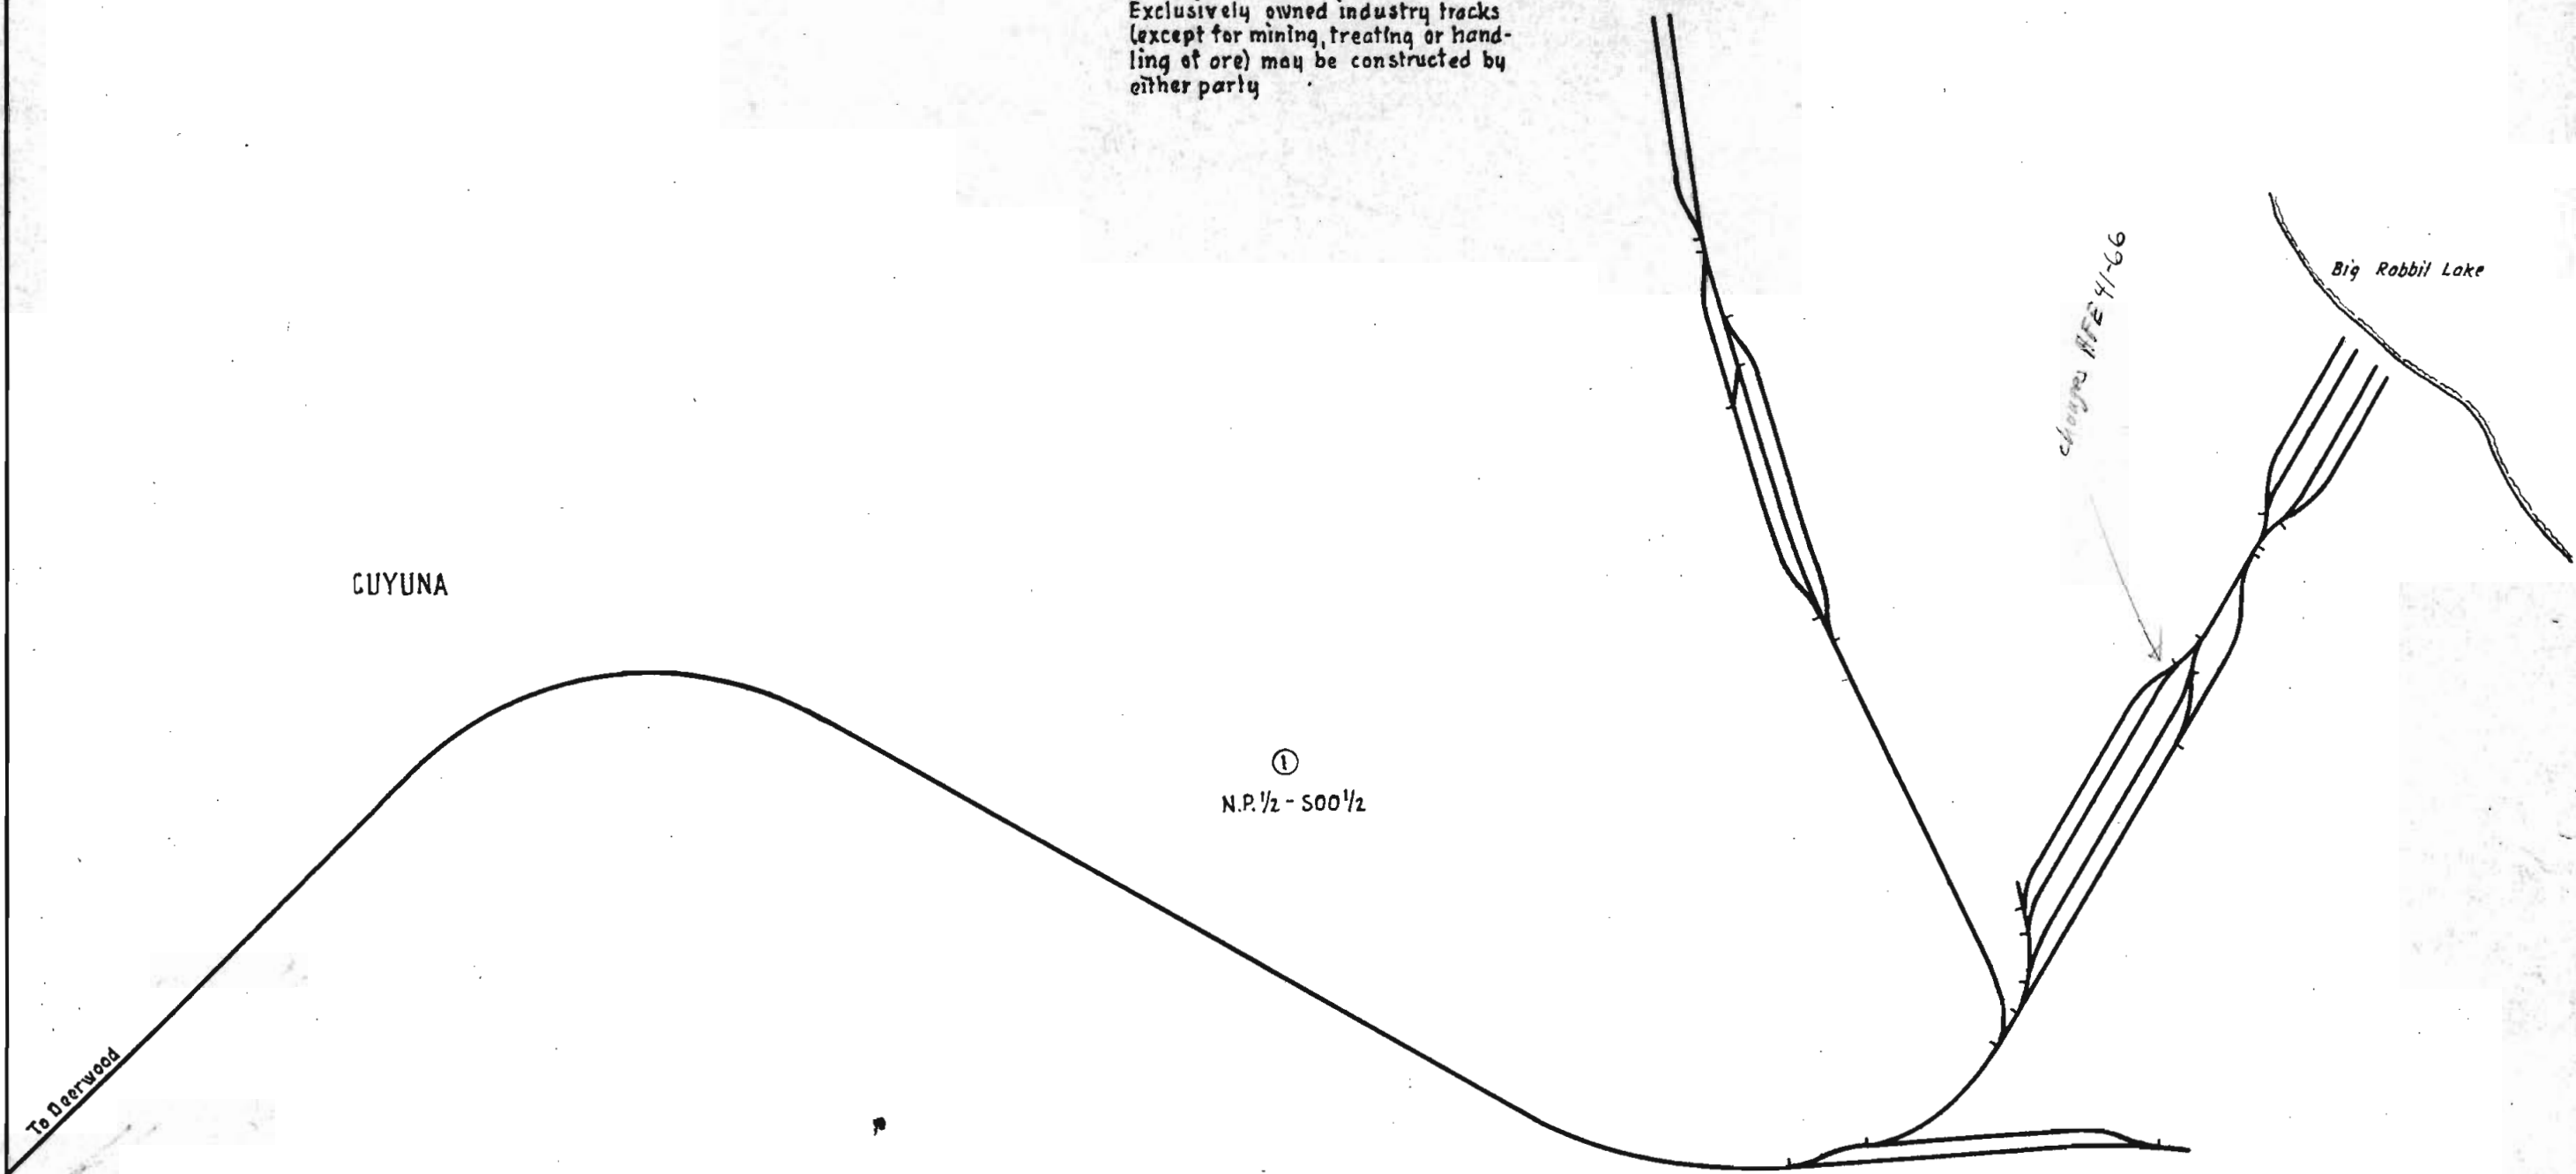 Exclusively owned industry tracks
(except for mining, treating or hand-
ling of ore) may be constructed by
either party
Big Rabbit Lake
changes AFE 41-66
CUYUNA
①
N.P. 1/2 - SOO 1/2
To Deerwood